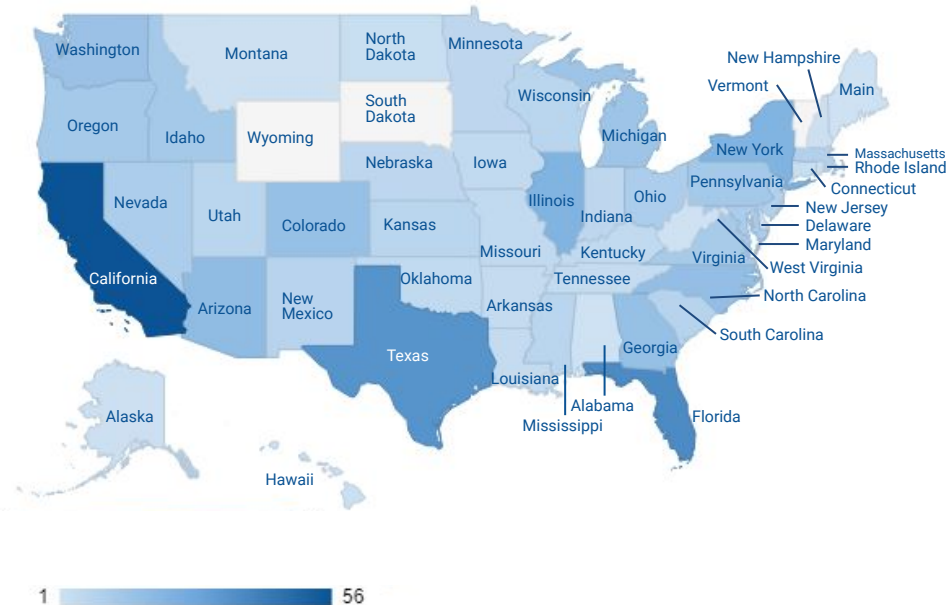 Washington
Montana
North
Dakota
Minnesota
New Hampshire
Vermont
Main
Oregon
Idaho
Wyoming
South
Dakota
Wisconsin
Michigan
New York
Massachusetts
Rhode Island
Connecticut
Nebraska
Iowa
Pennsylvania
Nevada
Utah
Colorado
Kansas
Illinois
Indiana
Ohio
New Jersey
Delaware
Maryland
Missouri
Kentucky
Virginia
West Virginia
California
Oklahoma
Tennessee
North Carolina
Arizona
New
Mexico
Arkansas
South Carolina
Texas
Georgia
Louisiana
Alabama
Mississippi
Florida
Alaska
Hawaii
1 56